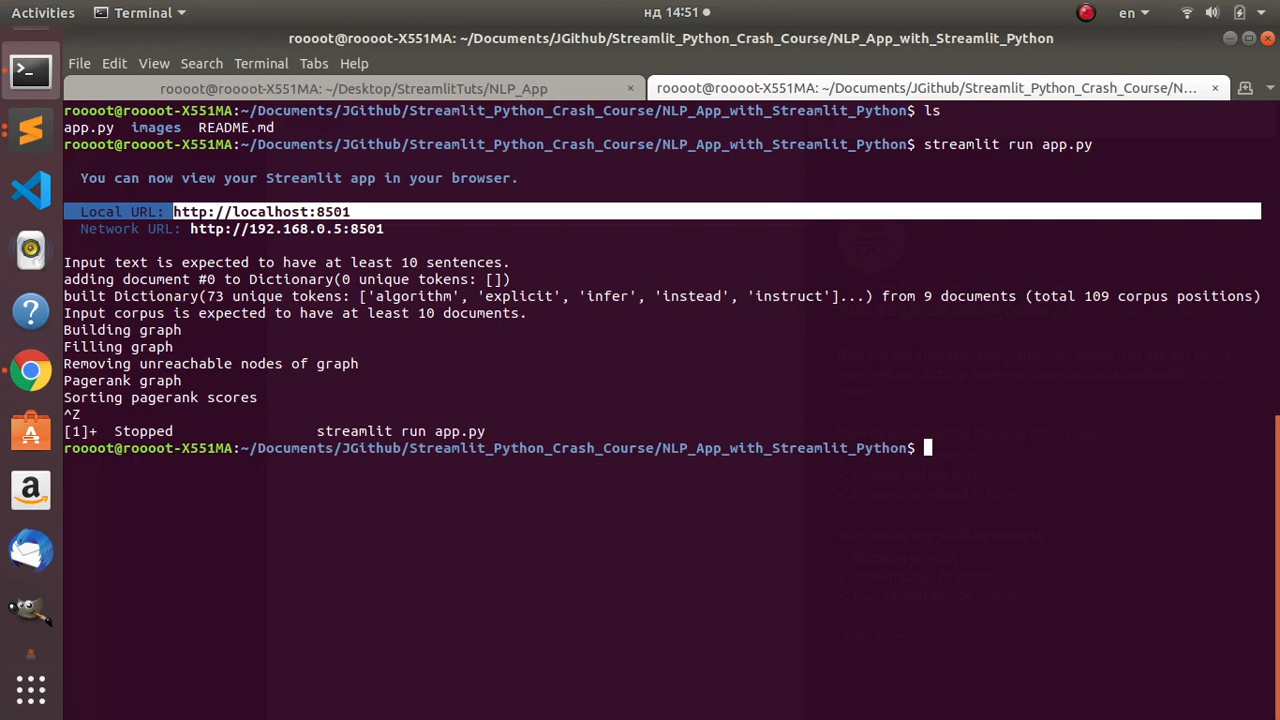 Activities Terminal нд 14:51 en
roooot@roooot-X551MA: ~/Documents/JGithub/Streamlit_Python_Crash_Course/NLP_App_with_Streamlit_Python
File Edit View Search Terminal Tabs Help
roooot@roooot-X551MA: ~/Desktop/StreamlitTuts/NLP_App × roooot@roooot-X551MA: ~/Documents/JGithub/Streamlit_Python_Crash_Course/N... ×
roooot@roooot-X551MA:~/Documents/JGithub/Streamlit_Python_Crash_Course/NLP_App_with_Streamlit_Python$ ls
app.py images README.md
roooot@roooot-X551MA:~/Documents/JGithub/Streamlit_Python_Crash_Course/NLP_App_with_Streamlit_Python$ streamlit run app.py
You can now view your Streamlit app in your browser.
Local URL: http://localhost:8501
Network URL: http://192.168.0.5:8501
Input text is expected to have at least 10 sentences.
adding document #0 to Dictionary(0 unique tokens: [])
built Dictionary(73 unique tokens: ['algorithm', 'explicit', 'infer', 'instead', 'instruct']...) from 9 documents (total 109 corpus positions)
Input corpus is expected to have at least 10 documents.
Building graph
Filling graph
Removing unreachable nodes of graph
Pagerank graph
Sorting pagerank scores
^Z
[1]+ Stopped streamlit run app.py
roooot@roooot-X551MA:~/Documents/JGithub/Streamlit_Python_Crash_Course/NLP_App_with_Streamlit_Python$